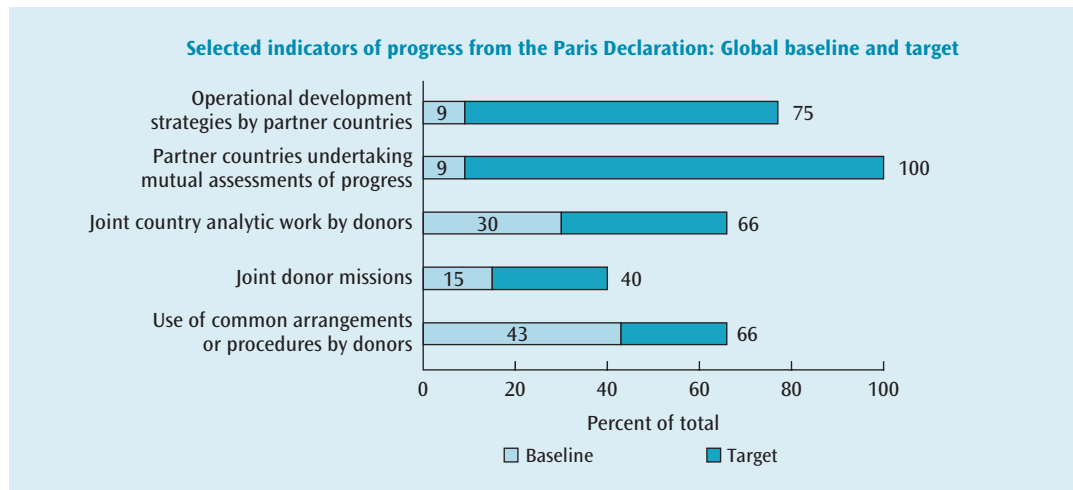 Selected indicators of progress from the Paris Declaration: Global baseline and target
Operational development
strategies by partner countries
9
75
Partner countries undertaking
mutual assessments of progress
9
100
Joint country analytic work by donors
30
66
Joint donor missions
15
40
Use of common arrangements
or procedures by donors
43
66
0 20 40 60 80 100
Percent of total
Baseline Target